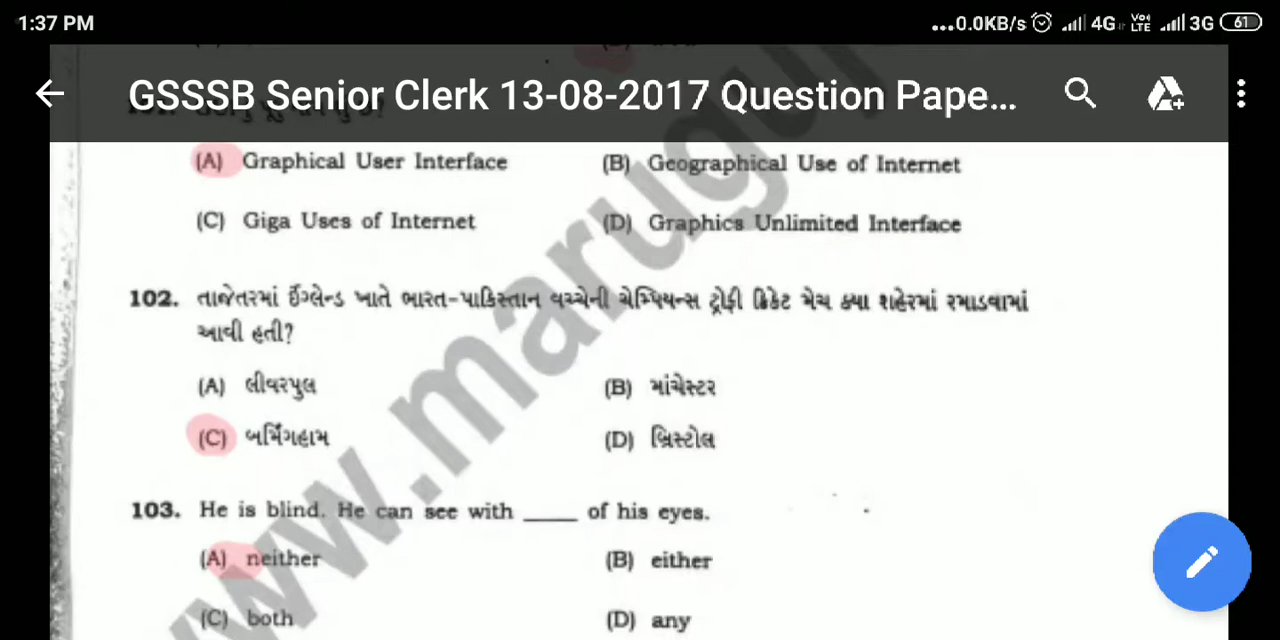 1:37 PM
...0.0KB/s 4G Vo) LTE 3G 61
GSSSB Senior Clerk 13-08-2017 Question Pape...
(A) Graphical User Interface (B) Geographical Use of Internet
(C) Giga Uses of Internet (D) Graphics Unlimited Interface
102. તાજેતરમાં ઈંગ્લેન્ડ ખાતે ભારત-પાકિસ્તાન વચ્ચેની ચેમ્પિયન્સ ટ્રોફી ક્રિકેટ મેચ ક્યા શહેરમાં રમાડવામાં
આવી હતી?
(A) લીવરપુલ (B) માંચેસ્ટર
(C) બર્મિંગહામ (D) બ્રિસ્ટોલ
103. He is blind. He can see with ____ of his eyes.
(A) neither (B) either
(C) both (D) any
www.marugujr